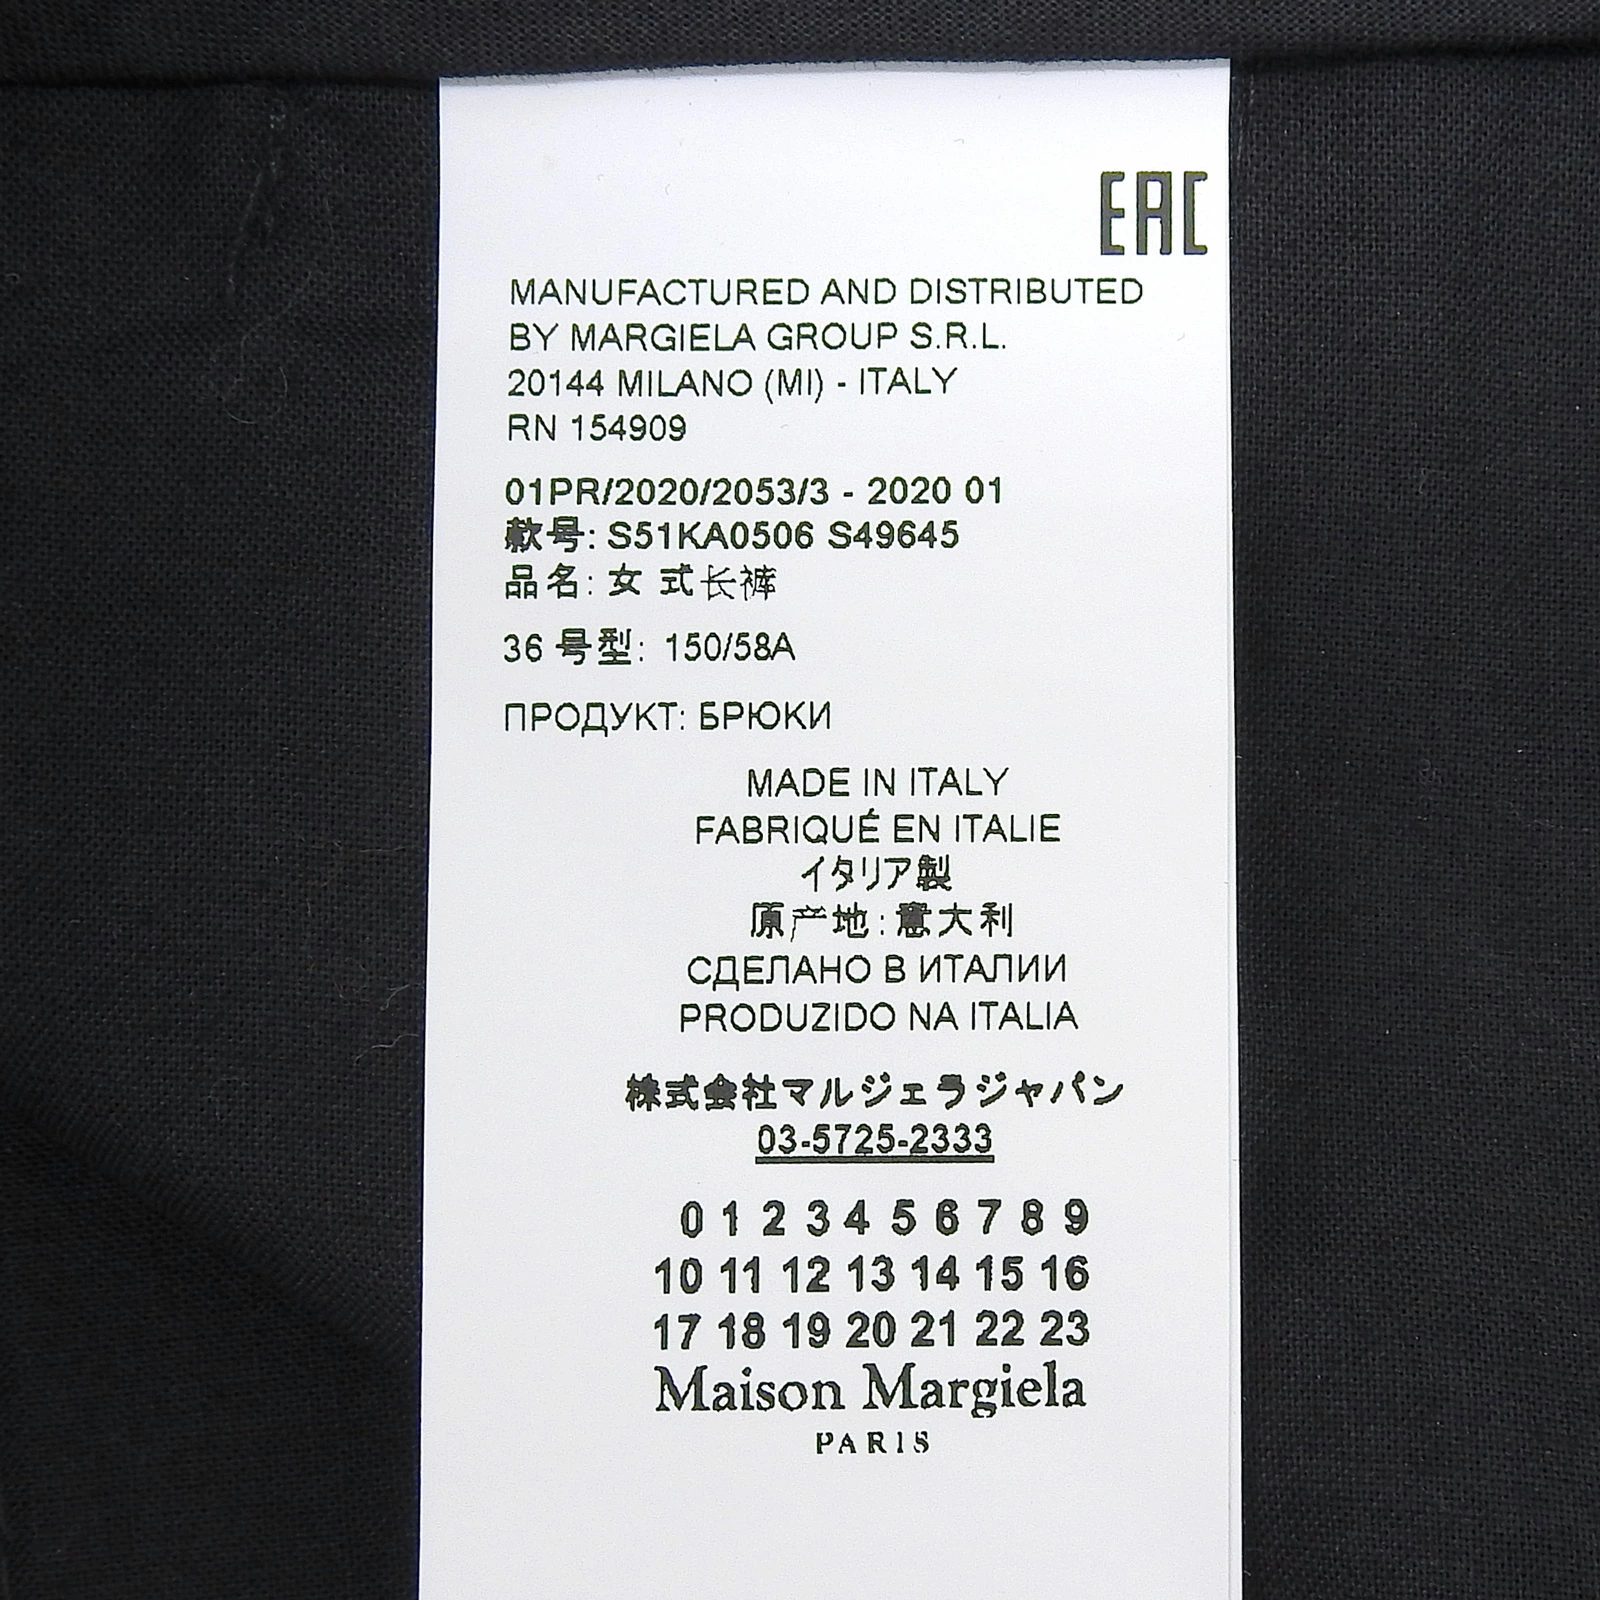 EAC
MANUFACTURED AND DISTRIBUTED
BY MARGIELA GROUP S.R.L.
20144 MILANO (MI) - ITALY
RN 154909
01PR/2020/2053/3 - 2020 01
款号: S51KA0506 S49645
品名: 女 式长裤
36 号型: 150/58A
ПРОДУКТ: БРЮКИ
MADE IN ITALY
FABRIQUÉ EN ITALIE
イタリア製
原产地: 意大利
СДЕЛАНО В ИТАЛИИ
PRODUZIDO NA ITALIA
株式会社マルジェラジャパン
03-5725-2333
0 1 2 3 4 5 6 7 8 9
10 11 12 13 14 15 16
17 18 19 20 21 22 23
Maison Margiela
PARIS